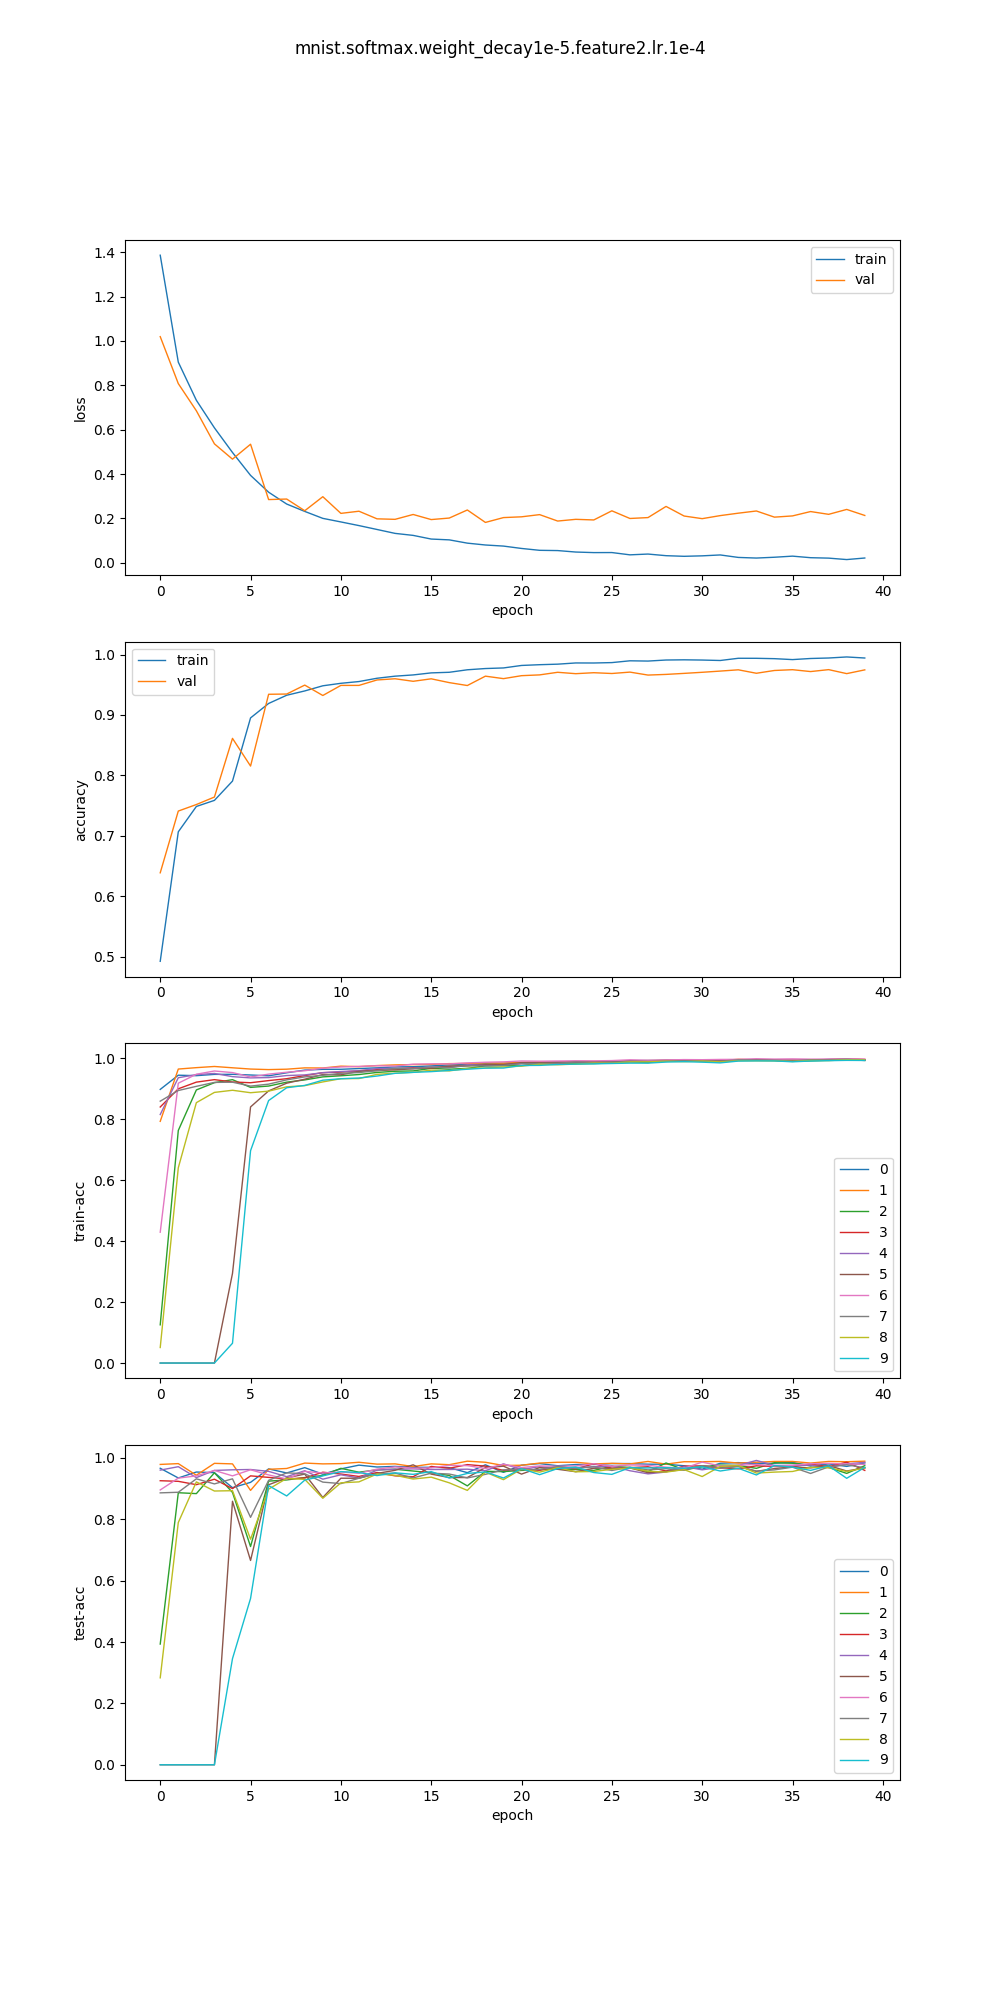 mnist.softmax.weight_decay1e-5.feature2.lr.1e-4
1.4
1.2
1.0
0.8
0.6
0.4
0.2
0.0
loss
train
val
0 5 10 15 20 25 30 35 40
epoch
1.0
0.9
0.8
0.7
0.6
0.5
accuracy
train
val
0 5 10 15 20 25 30 35 40
epoch
1.0
0.8
0.6
0.4
0.2
0.0
train-acc
0
1
2
3
4
5
6
7
8
9
0 5 10 15 20 25 30 35 40
epoch
1.0
0.8
0.6
0.4
0.2
0.0
test-acc
0
1
2
3
4
5
6
7
8
9
0 5 10 15 20 25 30 35 40
epoch